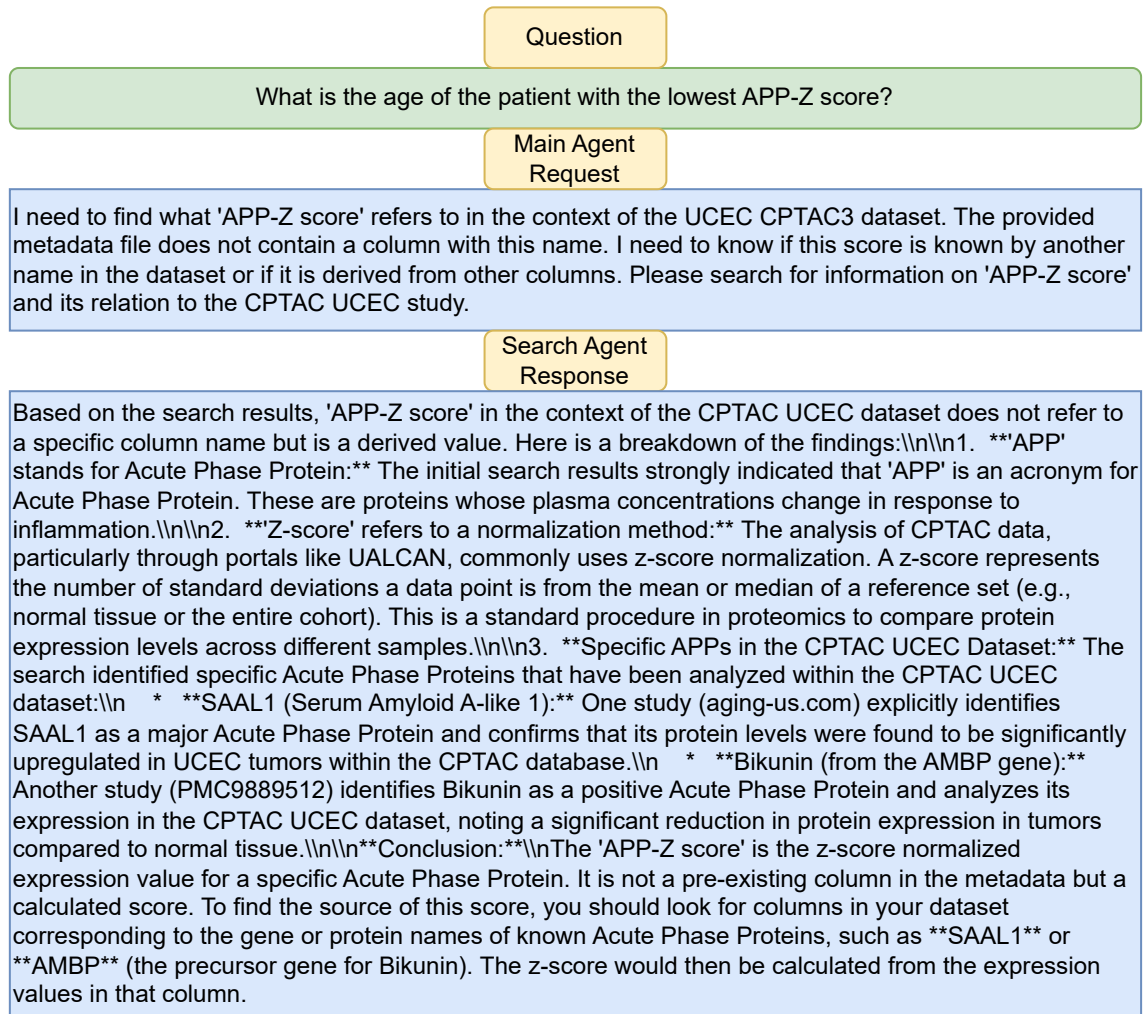 Question
What is the age of the patient with the lowest APP-Z score?
Main Agent
Request
I need to find what 'APP-Z score' refers to in the context of the UCEC CPTAC3 dataset. The provided
metadata file does not contain a column with this name. I need to know if this score is known by another
name in the dataset or if it is derived from other columns. Please search for information on 'APP-Z score'
and its relation to the CPTAC UCEC study.
Search Agent
Response
Based on the search results, 'APP-Z score' in the context of the CPTAC UCEC dataset does not refer to
a specific column name but is a derived value. Here is a breakdown of the findings:\\n\\n1.  **'APP'
stands for Acute Phase Protein:** The initial search results strongly indicated that 'APP' is an acronym for
Acute Phase Protein. These are proteins whose plasma concentrations change in response to
inflammation.\\n\\n2.  **'Z-score' refers to a normalization method:** The analysis of CPTAC data,
particularly through portals like UALCAN, commonly uses z-score normalization. A z-score represents
the number of standard deviations a data point is from the mean or median of a reference set (e.g.,
normal tissue or the entire cohort). This is a standard procedure in proteomics to compare protein
expression levels across different samples.\\n\\n3.  **Specific APPs in the CPTAC UCEC Dataset:** The
search identified specific Acute Phase Proteins that have been analyzed within the CPTAC UCEC
dataset:\\n    *   **SAAL1 (Serum Amyloid A-like 1):** One study (aging-us.com) explicitly identifies
SAAL1 as a major Acute Phase Protein and confirms that its protein levels were found to be significantly
upregulated in UCEC tumors within the CPTAC database.\\n    *   **Bikunin (from the AMBP gene):**
Another study (PMC9889512) identifies Bikunin as a positive Acute Phase Protein and analyzes its
expression in the CPTAC UCEC dataset, noting a significant reduction in protein expression in tumors
compared to normal tissue.\\n\\n**Conclusion:**\\nThe 'APP-Z score' is the z-score normalized
expression value for a specific Acute Phase Protein. It is not a pre-existing column in the metadata but a
calculated score. To find the source of this score, you should look for columns in your dataset
corresponding to the gene or protein names of known Acute Phase Proteins, such as **SAAL1** or
**AMBP** (the precursor gene for Bikunin). The z-score would then be calculated from the expression
values in that column.